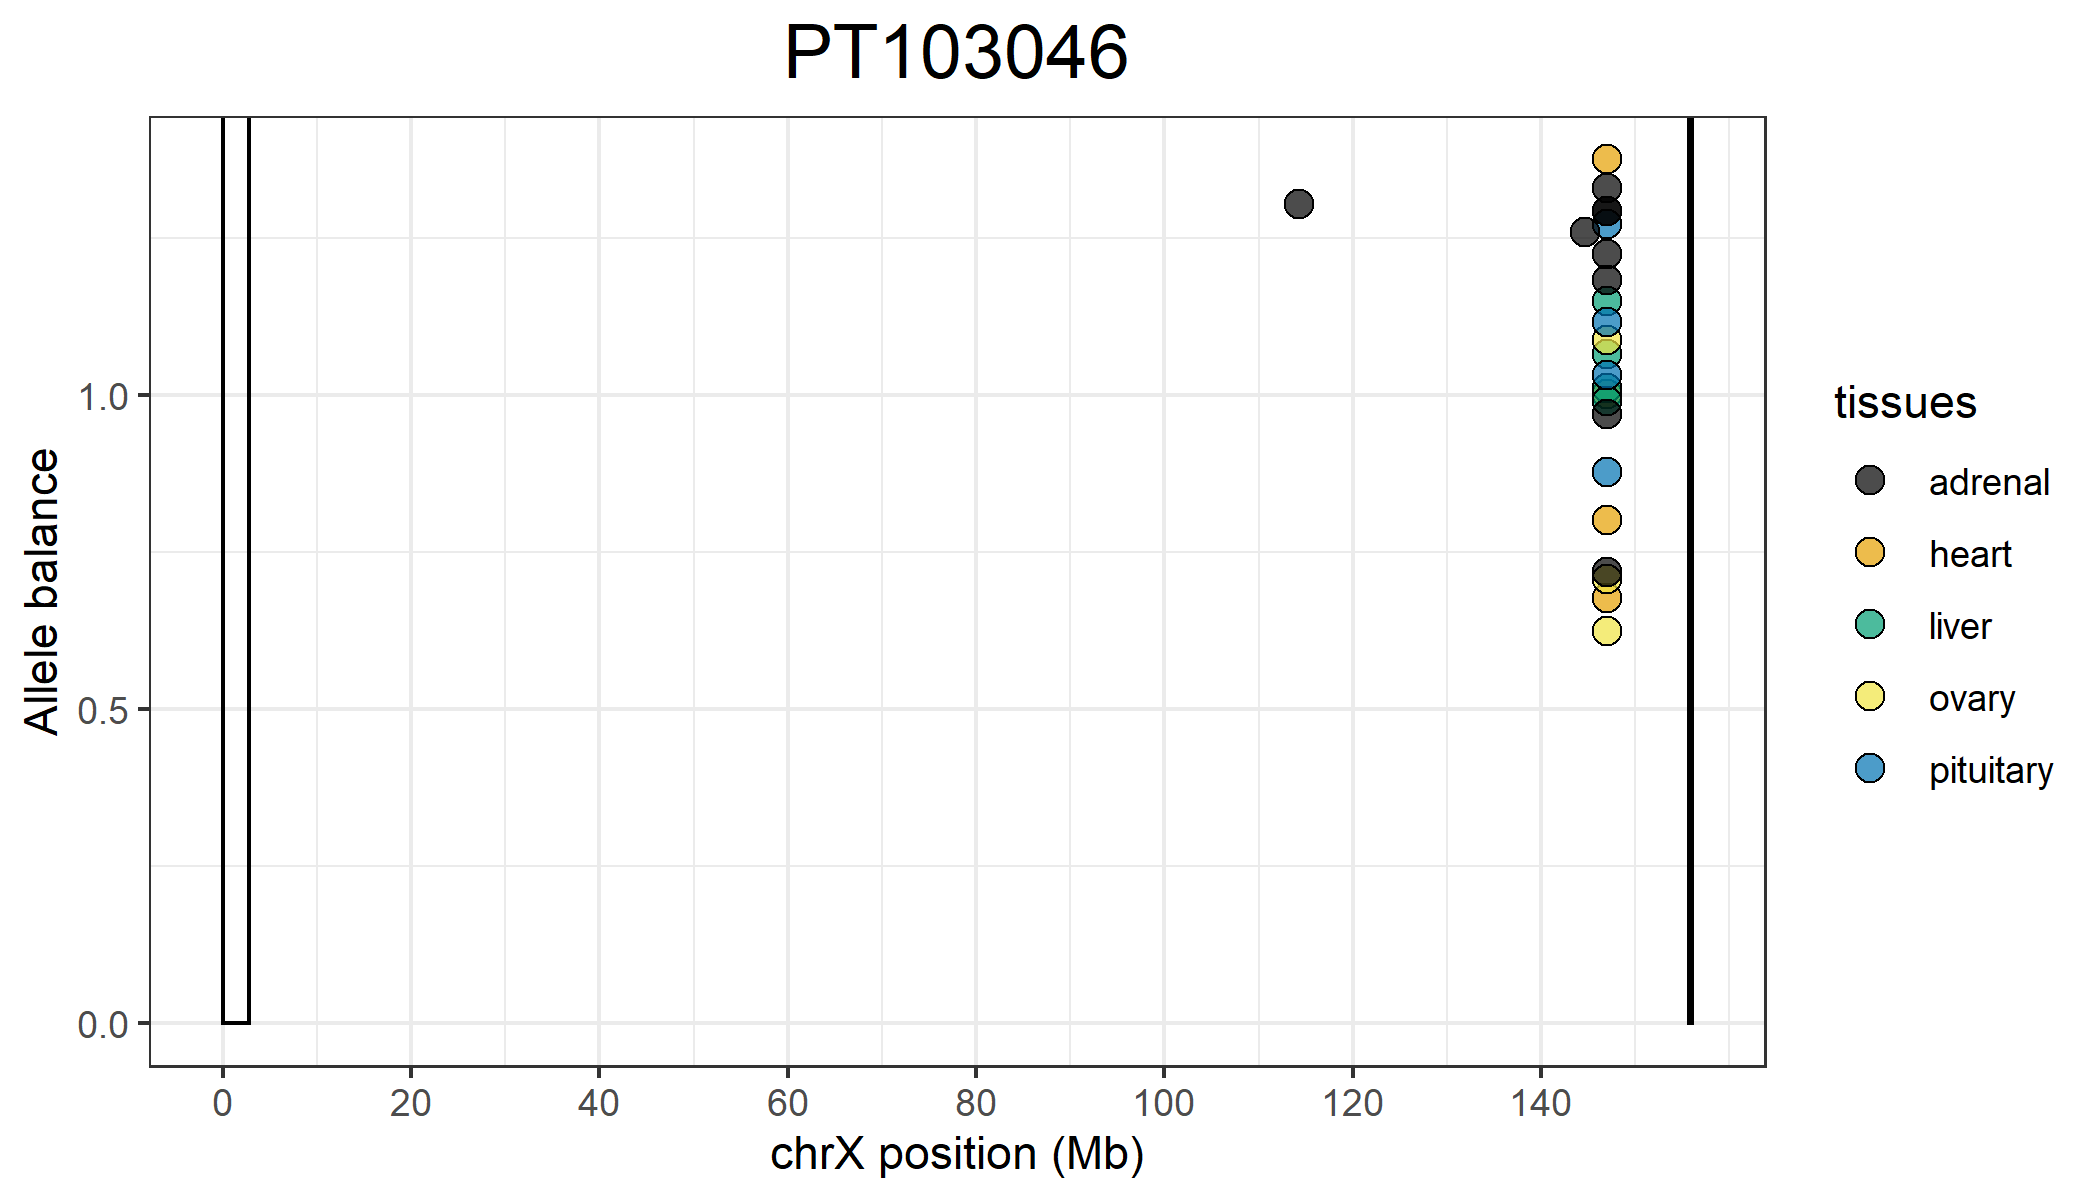 PT103046
Allele balance
1.0
0.5
0.0
0 20 40 60 80 100 120 140
chrX position (Mb)
tissues
adrenal
heart
liver
ovary
pituitary